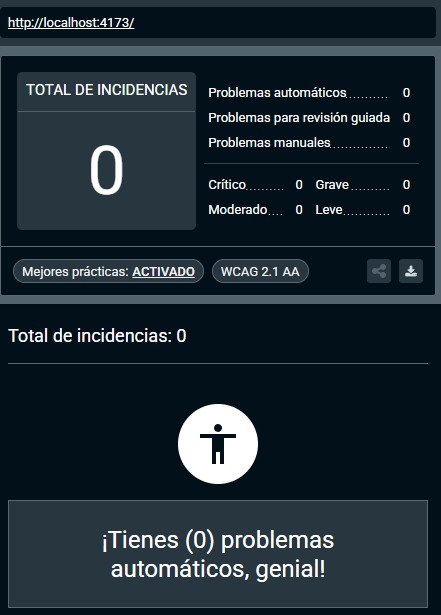 http://localhost:4173/
TOTAL DE INCIDENCIAS
0
Problemas automáticos 0
Problemas para revisión guiada 0
Problemas manuales 0
Crítico 0 Grave 0
Moderado 0 Leve 0
Mejores prácticas: ACTIVADO WCAG 2.1 AA
Total de incidencias: 0
¡Tienes (0) problemas
automáticos, genial!